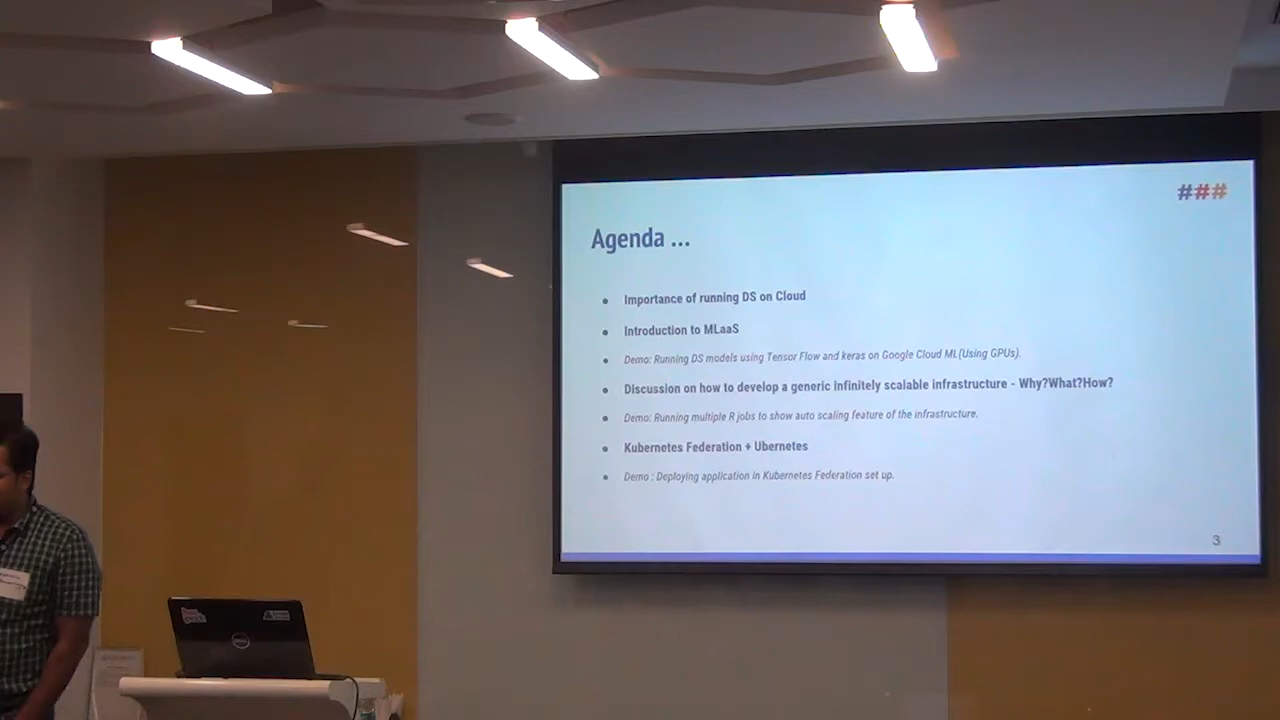 ###
Agenda ...
● Importance of running DS on Cloud
● Introduction to MLaaS
● Demo: Running DS models using Tensor Flow and keras on Google Cloud ML(Using GPUs).
● Discussion on how to develop a generic infinitely scalable infrastructure - Why?What?How?
● Demo: Running multiple R jobs to show auto scaling feature of the infrastructure.
● Kubernetes Federation + Ubernetes
● Demo : Deploying application in Kubernetes Federation set up.
3
DELL